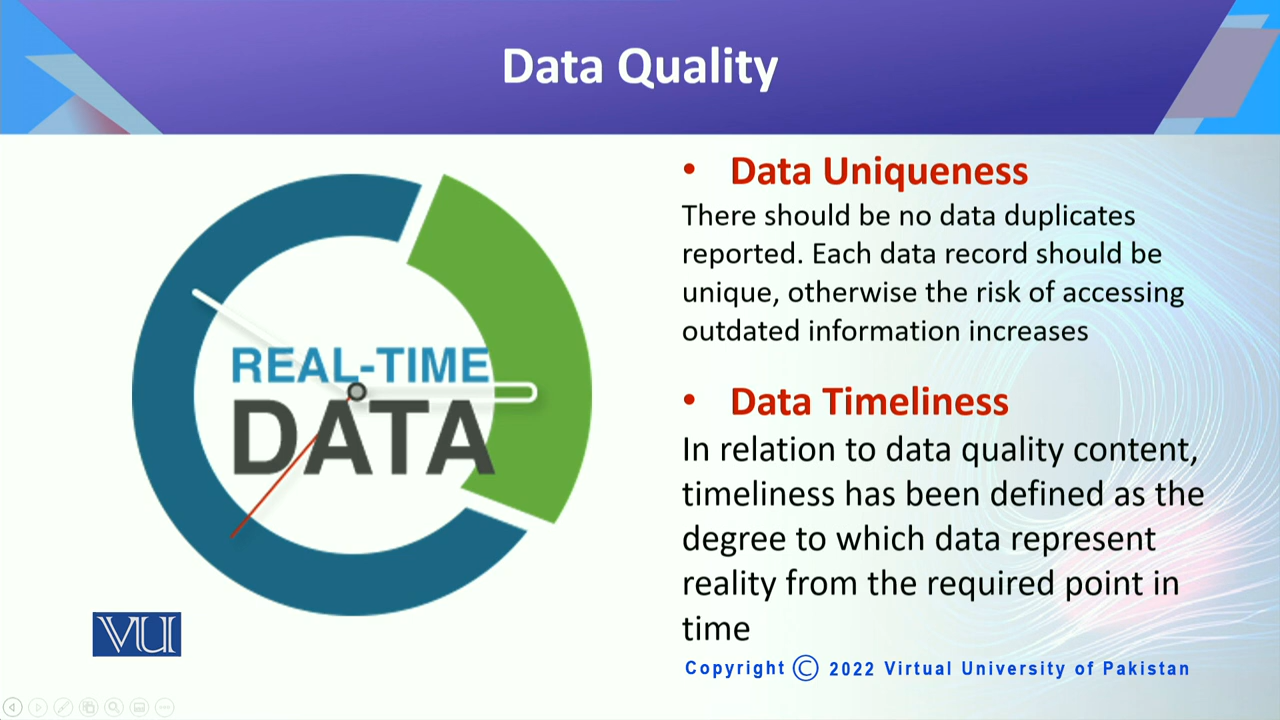 Data Quality
REAL-TIME
DATA
VU
• Data Uniqueness
There should be no data duplicates
reported. Each data record should be
unique, otherwise the risk of accessing
outdated information increases
• Data Timeliness
In relation to data quality content,
timeliness has been defined as the
degree to which data represent
reality from the required point in
time
Copyright © 2022 Virtual University of Pakistan